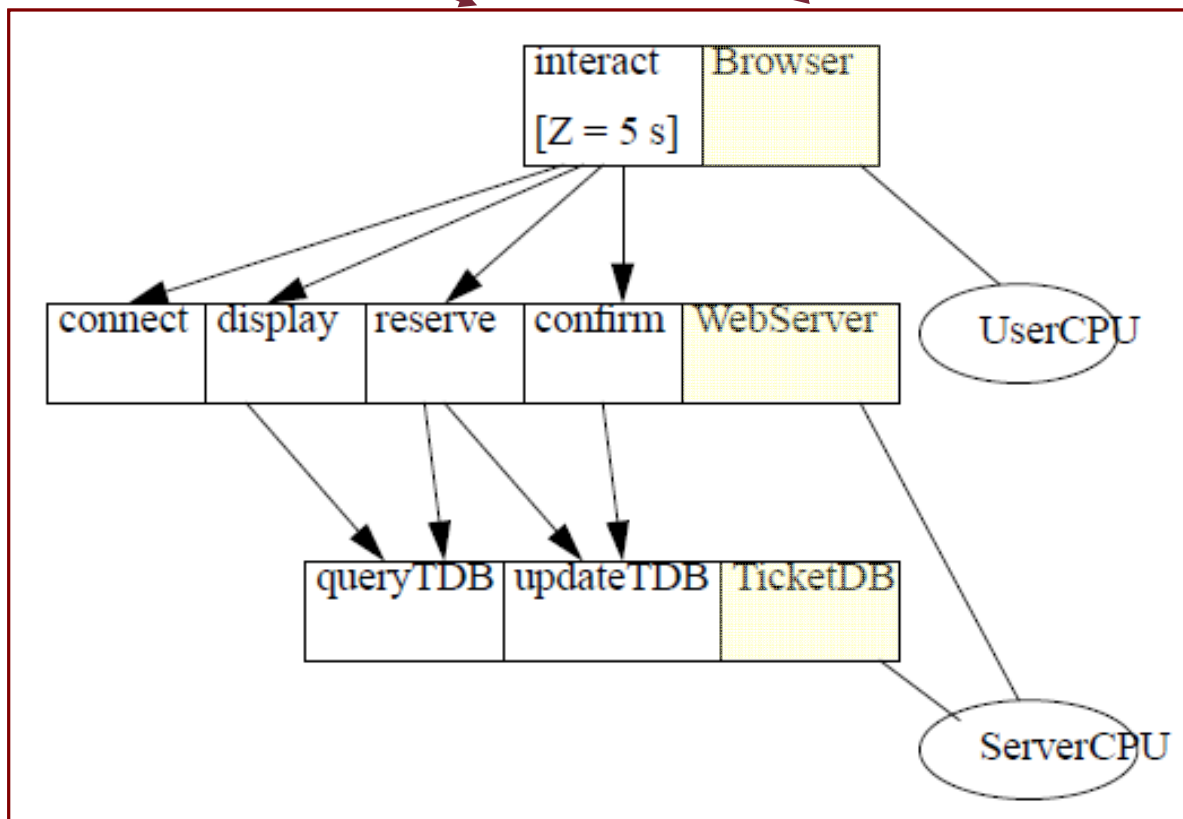 interact
Browser
[Z = 5 s]
connect
display
reserve
confirm
WebServer
UserCPU
queryTDB
updateTDB
TicketDB
ServerCPU